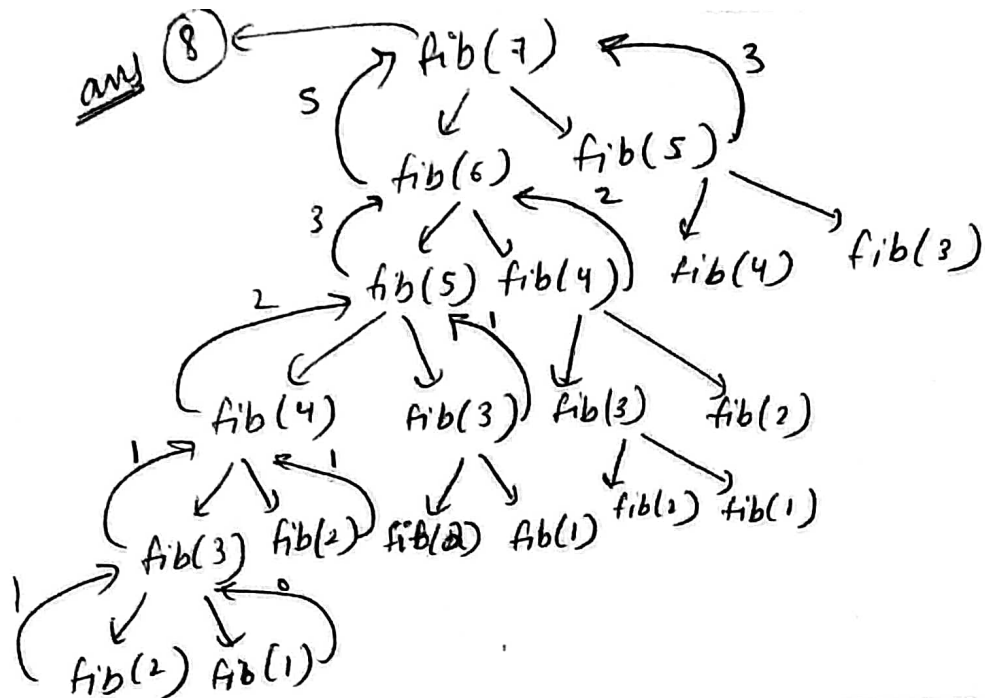 ans 8 fib(7) 3
5
fib(6) fib(5)
3 2
fib(5) fib(4) fib(4) fib(3)
2 1
fib(4) fib(3) fib(3) fib(2)
1 1
fib(3) fib(2) fib(2) fib(1) fib(2) fib(1)
1 0
fib(2) fib(1)